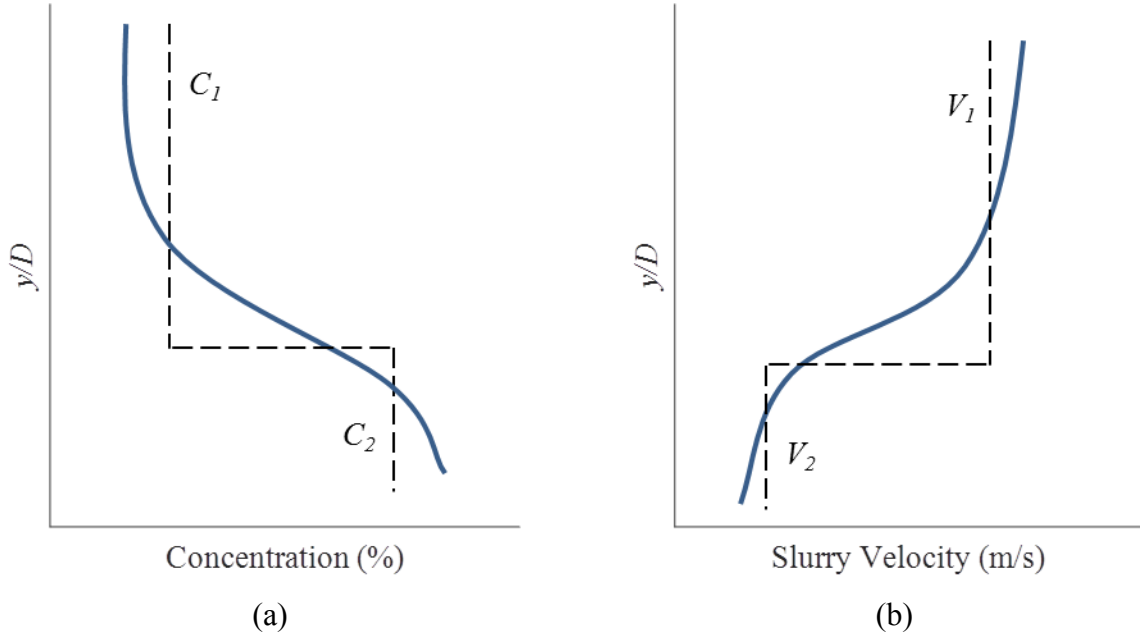 C1
y/D
C2
Concentration (%)
(a)
V1
y/D
V2
Slurry Velocity (m/s)
(b)